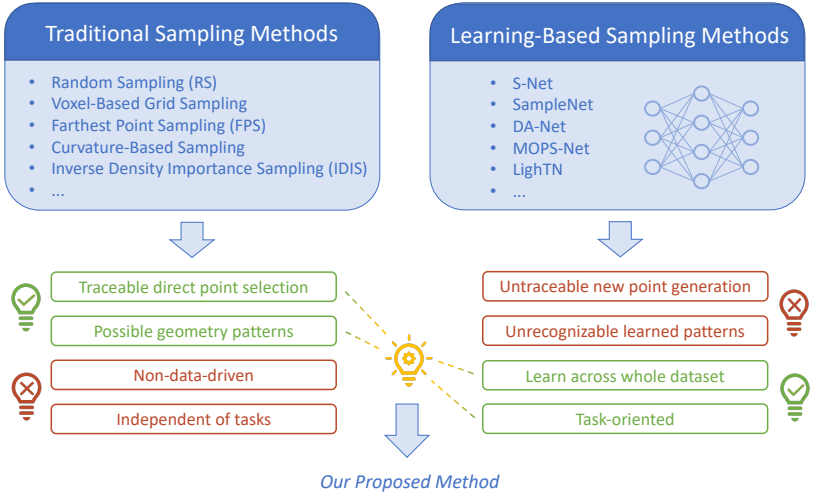 Traditional Sampling Methods
• Random Sampling (RS)
• Voxel-Based Grid Sampling
• Farthest Point Sampling (FPS)
• Curvature-Based Sampling
• Inverse Density Importance Sampling (IDIS)
• ...
Learning-Based Sampling Methods
• S-Net
• SampleNet
• DA-Net
• MOPS-Net
• LighTN
• ...
Traceable direct point selection
Possible geometry patterns
Non-data-driven
Independent of tasks
Untraceable new point generation
Unrecognizable learned patterns
Learn across whole dataset
Task-oriented
Our Proposed Method